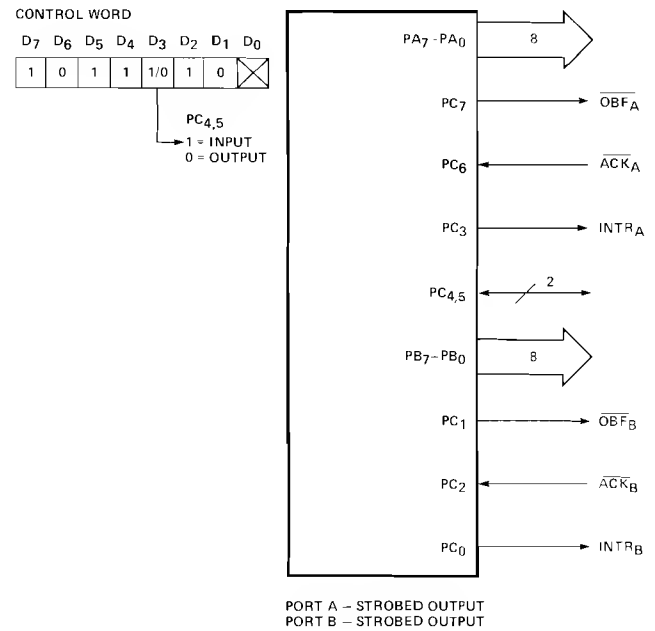 CONTROL WORD
D7 D6 D5 D4 D3 D2 D1 D0
1 0 1 1 1/0 1 0
PC4,5
1 = INPUT
0 = OUTPUT
PA7-PA0 8
PC7 OBFA
PC6 ACKA
PC3 INTRA
PC4,5 2
PB7-PB0 8
PC1 OBFB
PC2 ACKB
PC0 INTRB
PORT A – STROBED OUTPUT
PORT B – STROBED OUTPUT